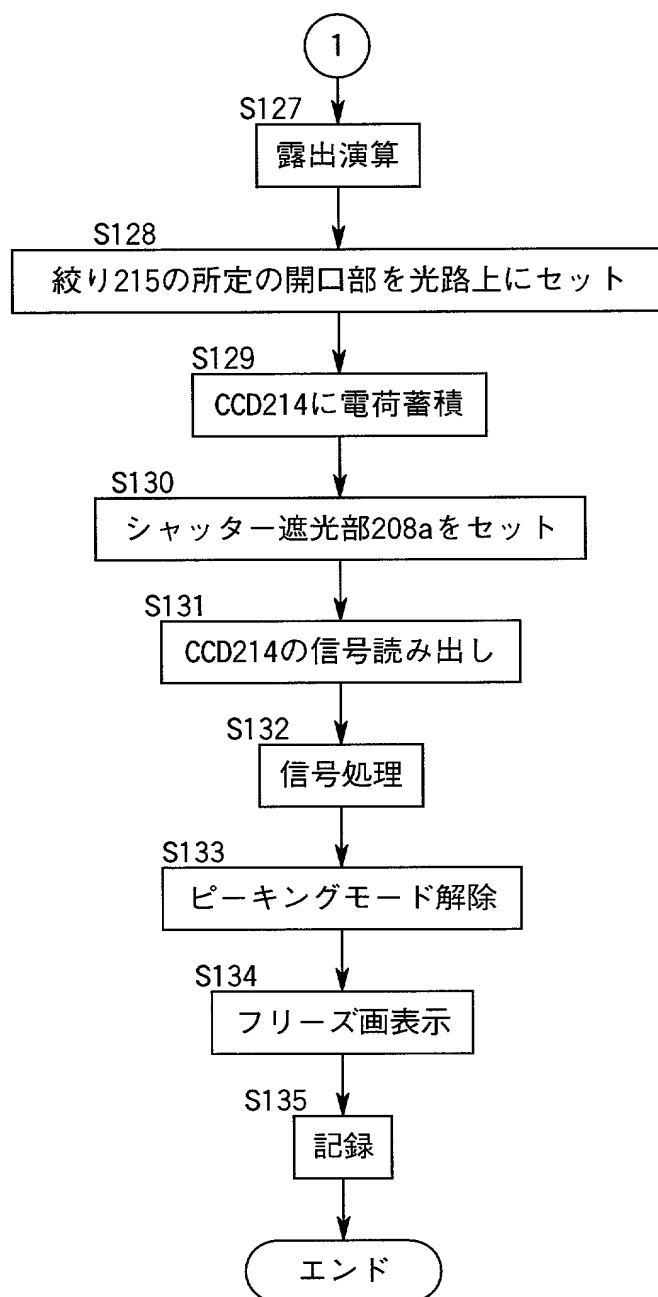 1
S127
露出演算
S128
絞り215の所定の開口部を光路上にセット
S129
CCD214に電荷蓄積
S130
シャッター遮光部208aをセット
S131
CCD214の信号読み出し
S132
信号処理
S133
ピーキングモード解除
S134
フリーズ画表示
S135
記録
エンド